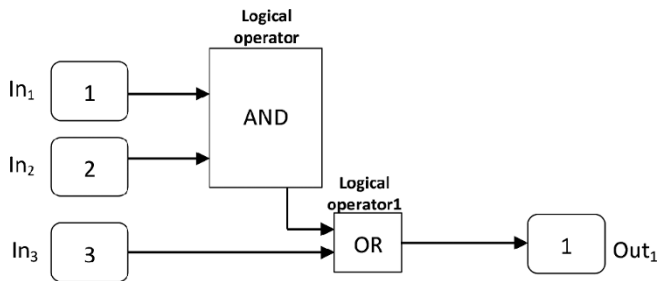 Logical
operator
In₁
1
AND
In₂
2
Logical
operator1
In₃
3
OR
1
Out₁